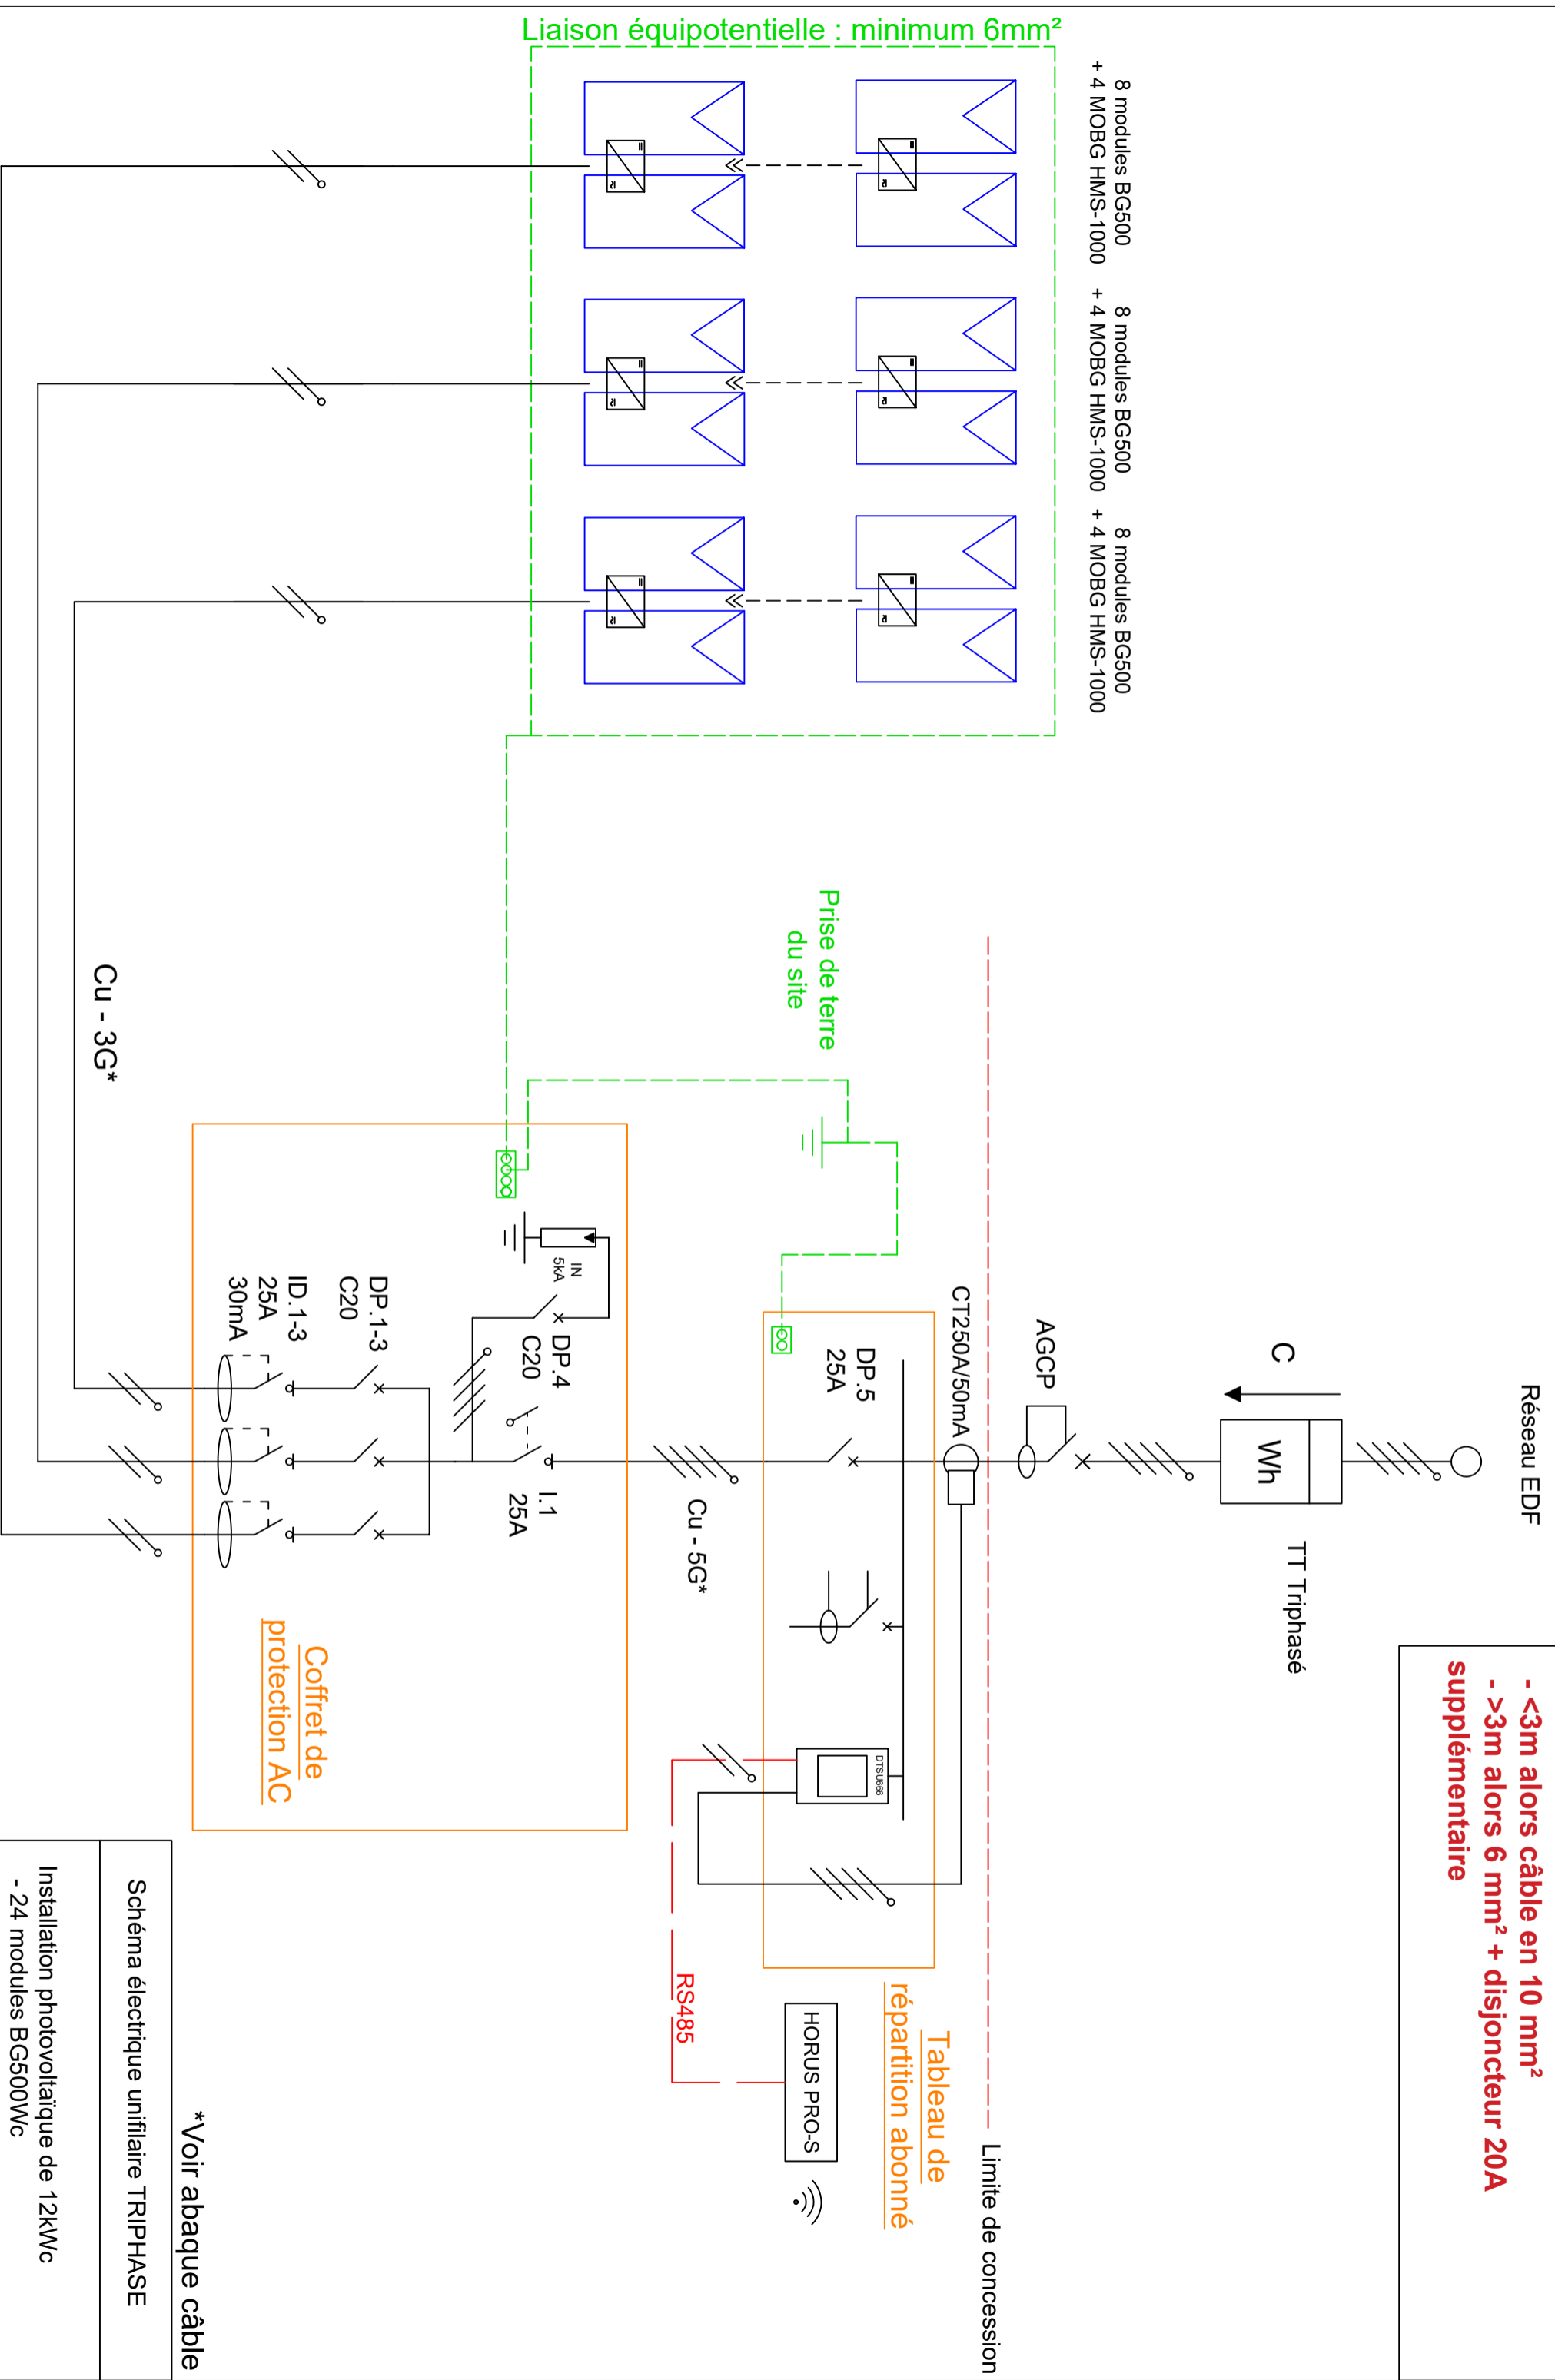 Liaison équipotentielle : minimum 6mm²
8 modules BG500
+ 4 MOBG HMS-1000
8 modules BG500
+ 4 MOBG HMS-1000
8 modules BG500
+ 4 MOBG HMS-1000
Réseau EDF
- <3m alors câble en 10 mm²
- >3m alors 6 mm² + disjoncteur 20A
supplémentaire
C
Wh
TT Triphasé
AGCP
CT250A/50mA
Limite de concession
Prise de terre
du site
DP.5
25A
DTSU666
Tableau de
répartition abonné
HORUS PRO-S
RS485
Cu - 5G*
IN
5kA
DP.4
C20
I.1
25A
DP.1-3
C20
ID.1-3
25A
30mA
Coffret de
protection AC
Cu - 3G*
*Voir abaque câble
Schéma électrique unifilaire TRIPHASE
Installation photovoltaïque de 12kWc
- 24 modules BG500Wc